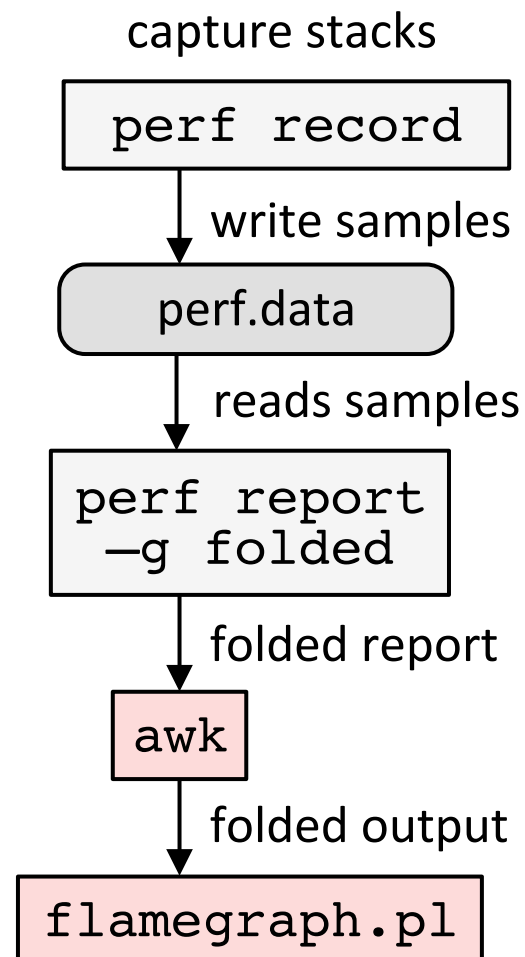 capture stacks
perf record
write samples
perf.data
reads samples
perf report
–g folded
folded report
awk
folded output
flamegraph.pl